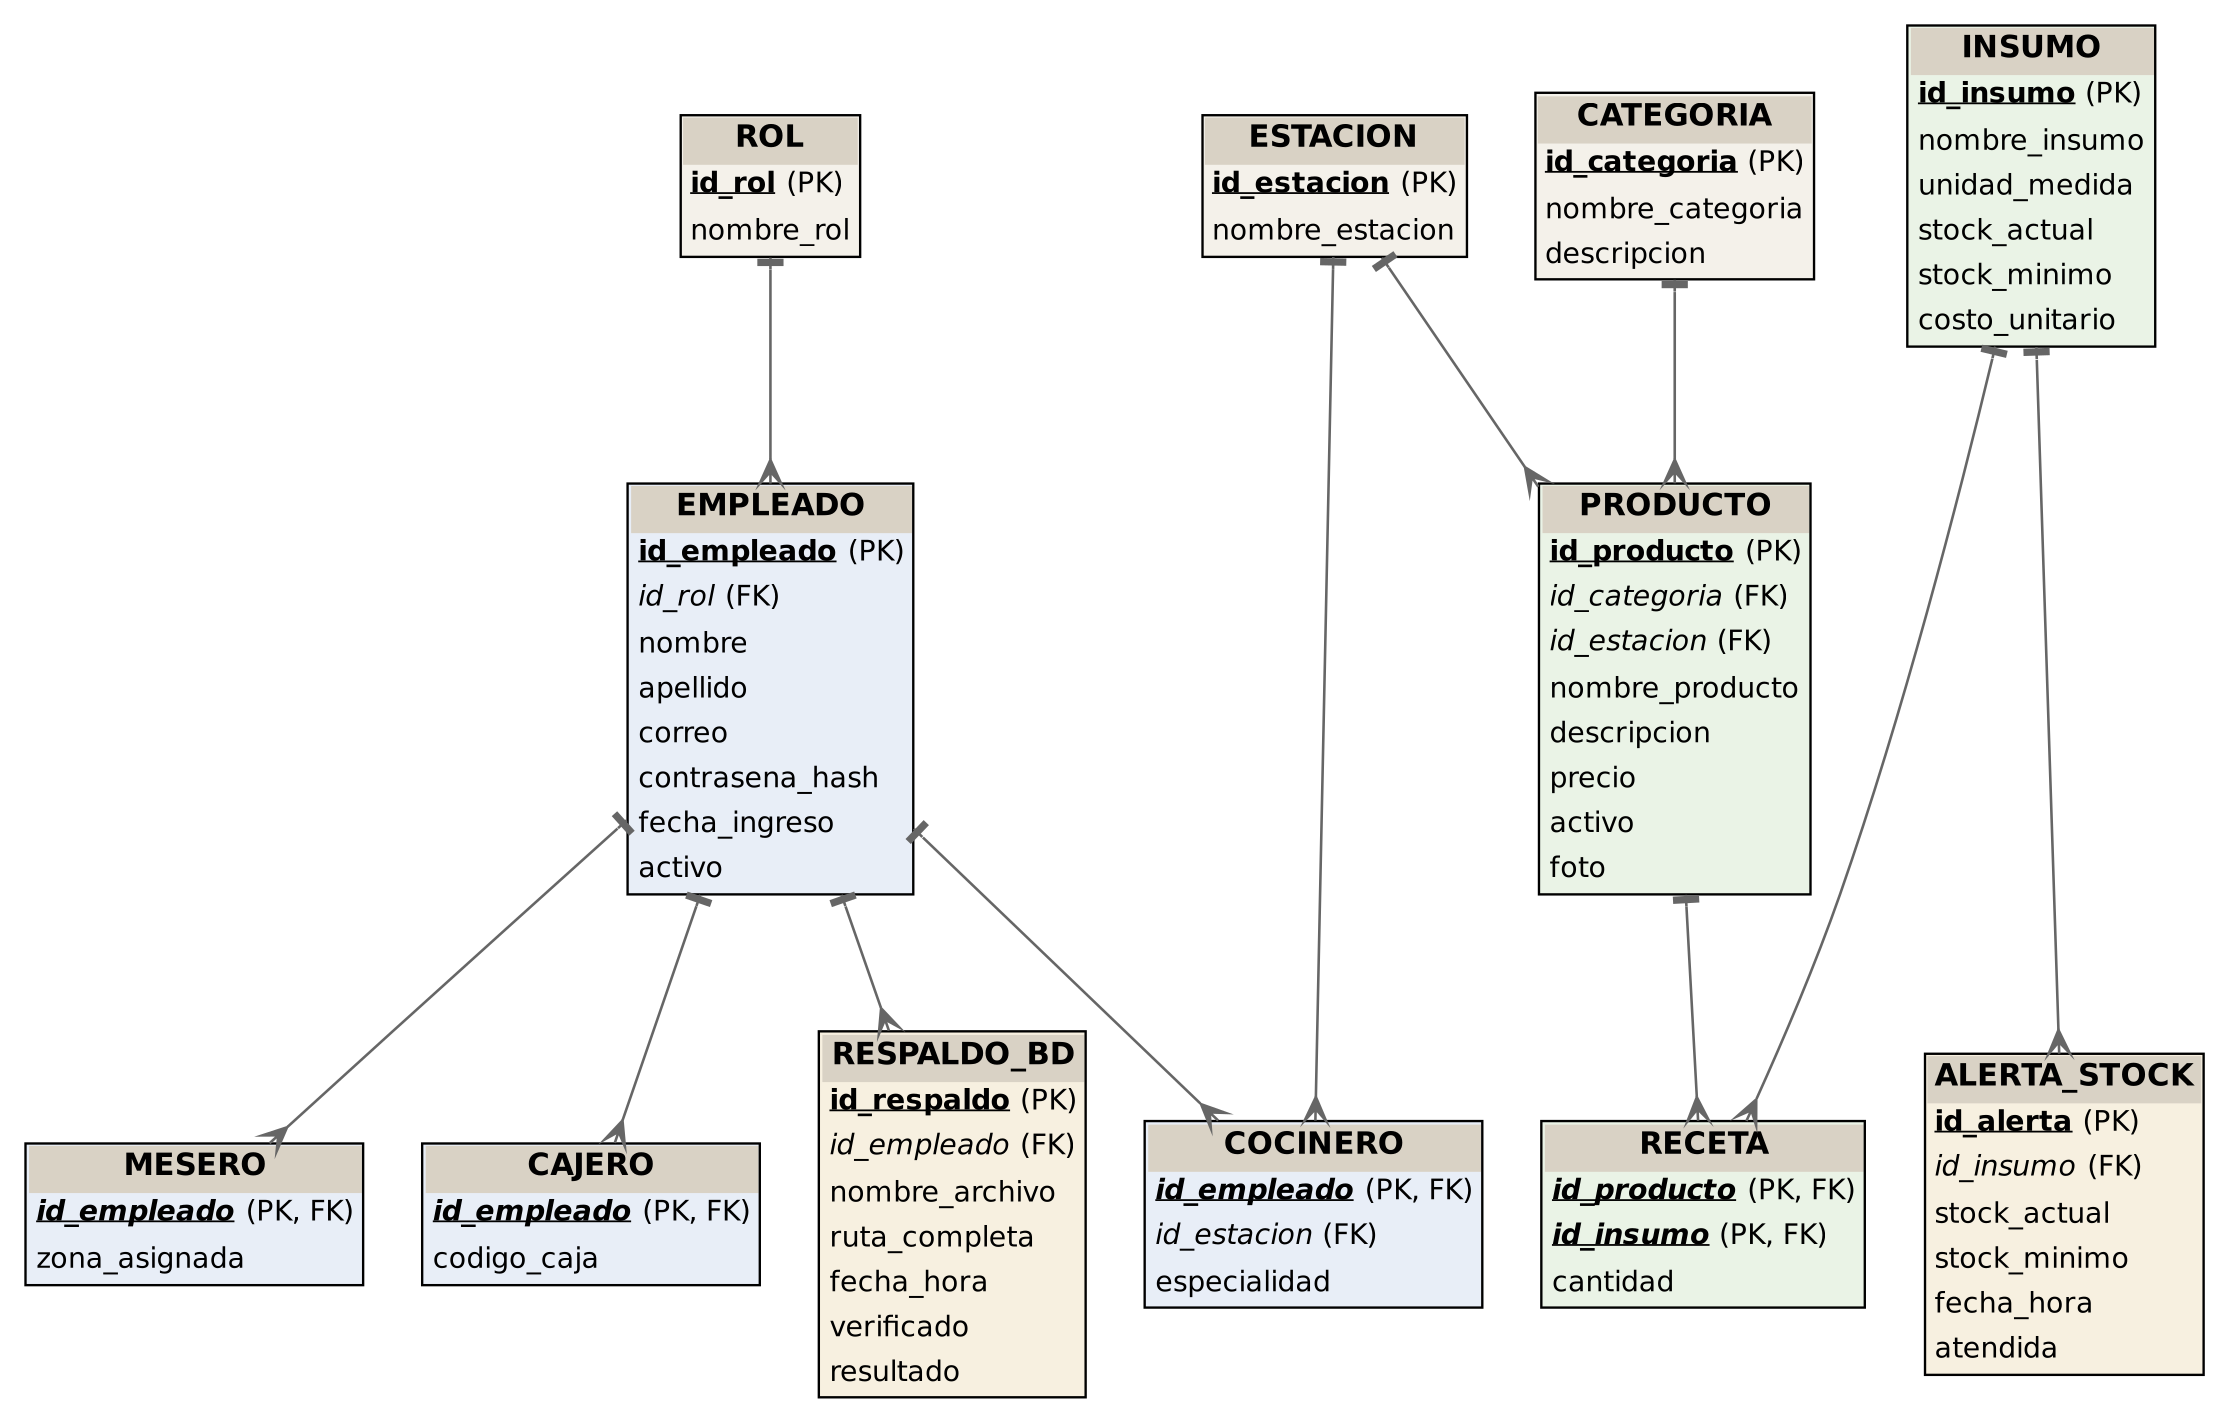 ROL
id_rol (PK)
nombre_rol
ESTACION
id_estacion (PK)
nombre_estacion
CATEGORIA
id_categoria (PK)
nombre_categoria
descripcion
INSUMO
id_insumo (PK)
nombre_insumo
unidad_medida
stock_actual
stock_minimo
costo_unitario
EMPLEADO
id_empleado (PK)
id_rol (FK)
nombre
apellido
correo
contrasena_hash
fecha_ingreso
activo
PRODUCTO
id_producto (PK)
id_categoria (FK)
id_estacion (FK)
nombre_producto
descripcion
precio
activo
foto
MESERO
id_empleado (PK, FK)
zona_asignada
CAJERO
id_empleado (PK, FK)
codigo_caja
RESPALDO_BD
id_respaldo (PK)
id_empleado (FK)
nombre_archivo
ruta_completa
fecha_hora
verificado
resultado
COCINERO
id_empleado (PK, FK)
id_estacion (FK)
especialidad
RECETA
id_producto (PK, FK)
id_insumo (PK, FK)
cantidad
ALERTA_STOCK
id_alerta (PK)
id_insumo (FK)
stock_actual
stock_minimo
fecha_hora
atendida